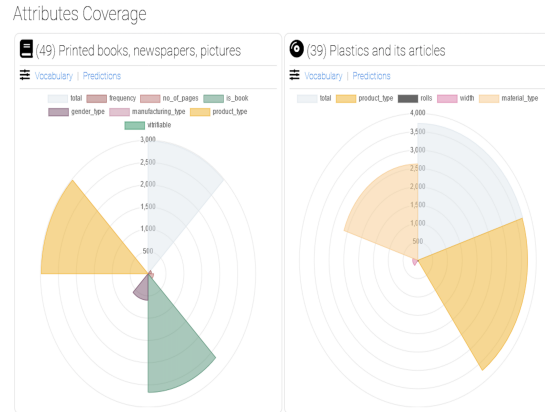 Attributes Coverage
(49) Printed books, newspapers, pictures
Vocabulary | Predictions
total frequency no_of_pages is_book
gender_type manufacturing_type product_type
vitrifiable
3,000
2,500
2,000
1,500
1,000
500
(39) Plastics and its articles
Vocabulary | Predictions
total product_type rolls width material_type
4,000
3,500
3,000
2,500
2,000
1,500
1,000
500